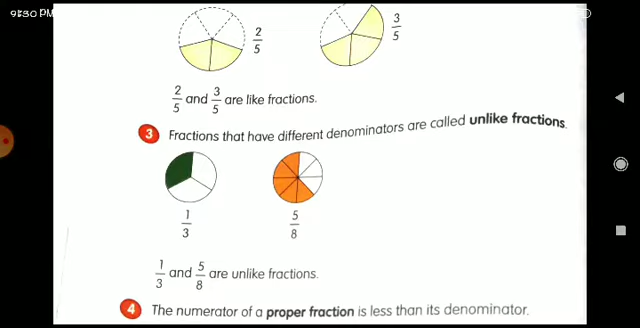 9:30 PM
2/5
3/5
2/5 and 3/5 are like fractions.
3 Fractions that have different denominators are called unlike fractions.
1/3
5/8
1/3 and 5/8 are unlike fractions.
4 The numerator of a proper fraction is less than its denominator.